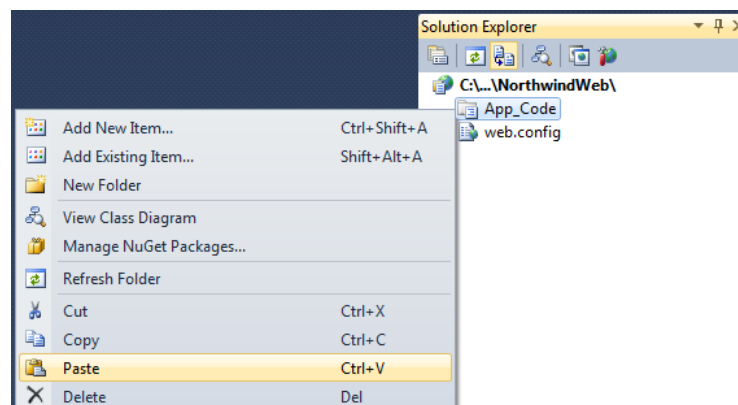 Solution Explorer
C:\...\NorthwindWeb\
App_Code
web.config
Add New Item... Ctrl+Shift+A
Add Existing Item... Shift+Alt+A
New Folder
View Class Diagram
Manage NuGet Packages...
Refresh Folder
Cut Ctrl+X
Copy Ctrl+C
Paste Ctrl+V
Delete Del